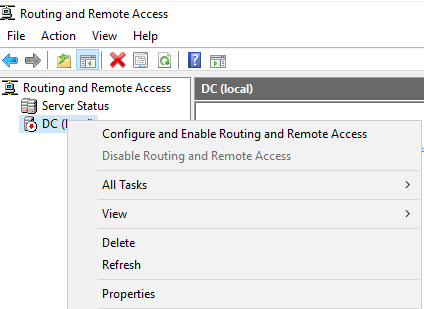 Routing and Remote Access
File Action View Help
Routing and Remote Access
Server Status
DC (
DC (local)
Configure and Enable Routing and Remote Access
Disable Routing and Remote Access
All Tasks
View
Delete
Refresh
Properties